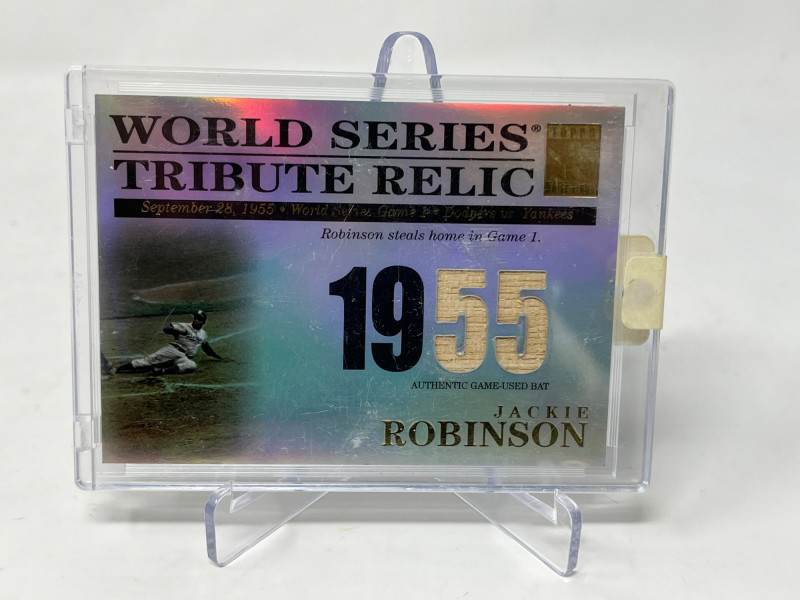 WORLD SERIES®
TRIBUTE RELIC
TOPPS
September 28, 1955 • World Series Game 1 • Dodgers vs Yankees
Robinson steals home in Game 1.
1955
AUTHENTIC GAME-USED BAT
JACKIE
ROBINSON